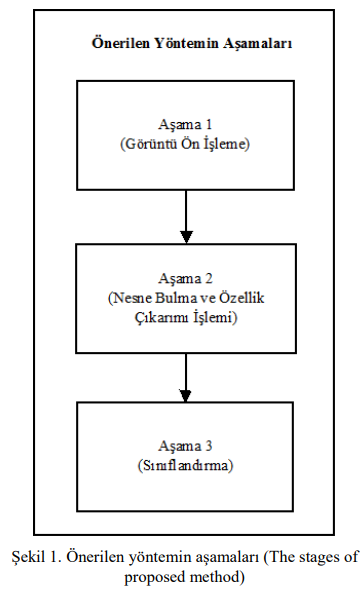 Önerilen Yöntemin Aşamaları
Aşama 1
(Görüntü Ön İşleme)
Aşama 2
(Nesne Bulma ve Özellik
Çıkarımı İşlemi)
Aşama 3
(Sınıflandırma)
Şekil 1. Önerilen yöntemin aşamaları (The stages of
proposed method)